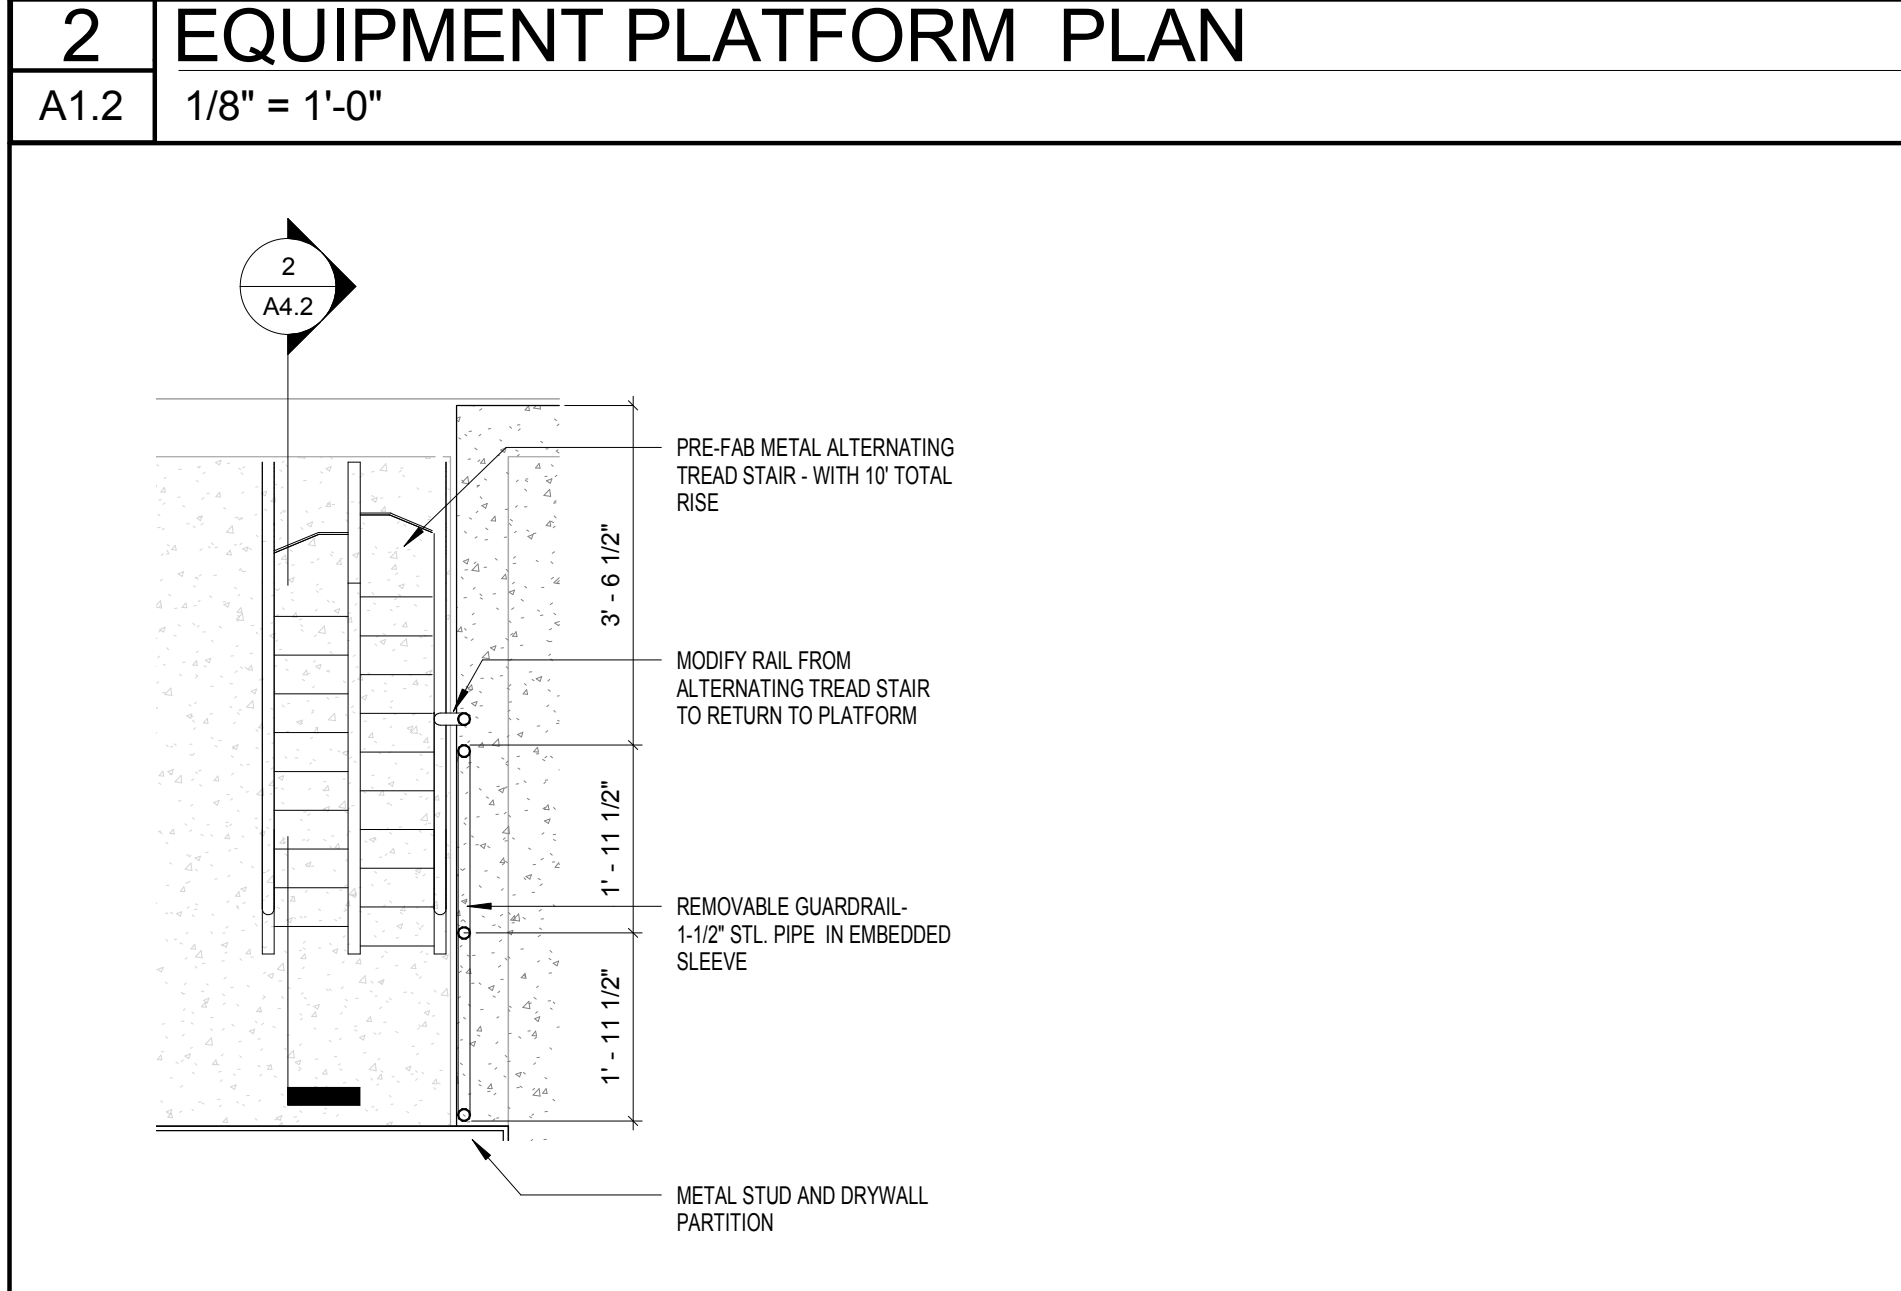 2
EQUIPMENT PLATFORM PLAN
A1.2
1/8" = 1'-0"
2
A4.2
PRE-FAB METAL ALTERNATING
TREAD STAIR - WITH 10' TOTAL
RISE
3' - 6 1/2"
MODIFY RAIL FROM
ALTERNATING TREAD STAIR
TO RETURN TO PLATFORM
1' - 11 1/2"
REMOVABLE GUARDRAIL-
1-1/2" STL. PIPE IN EMBEDDED
SLEEVE
1' - 11 1/2"
METAL STUD AND DRYWALL
PARTITION